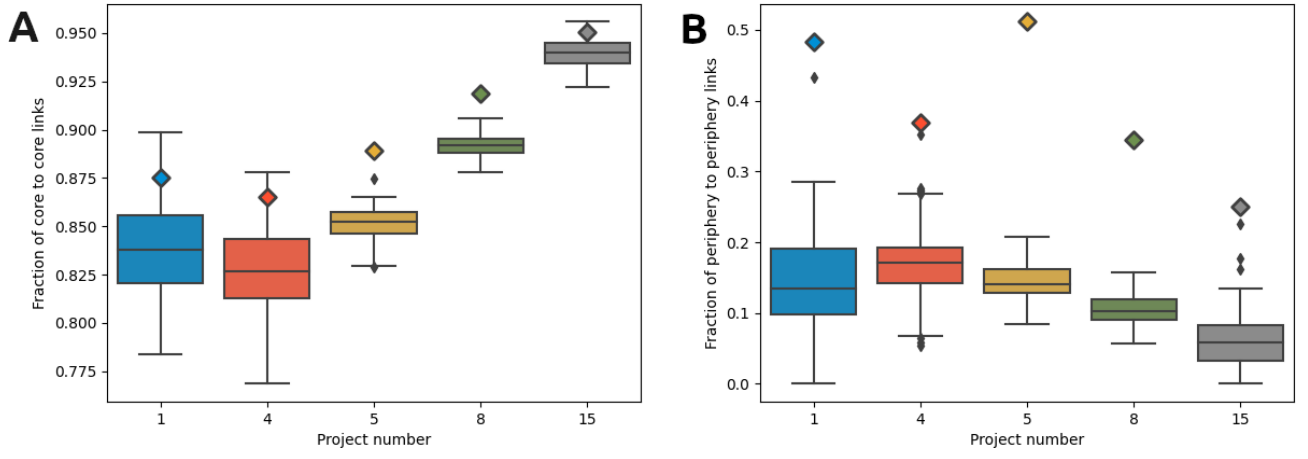 A
Fraction of core to core links
0.950
0.925
0.900
0.875
0.850
0.825
0.800
0.775
1 4 5 8 15
Project number
B
Fraction of periphery to periphery links
0.5
0.4
0.3
0.2
0.1
0.0
1 4 5 8 15
Project number